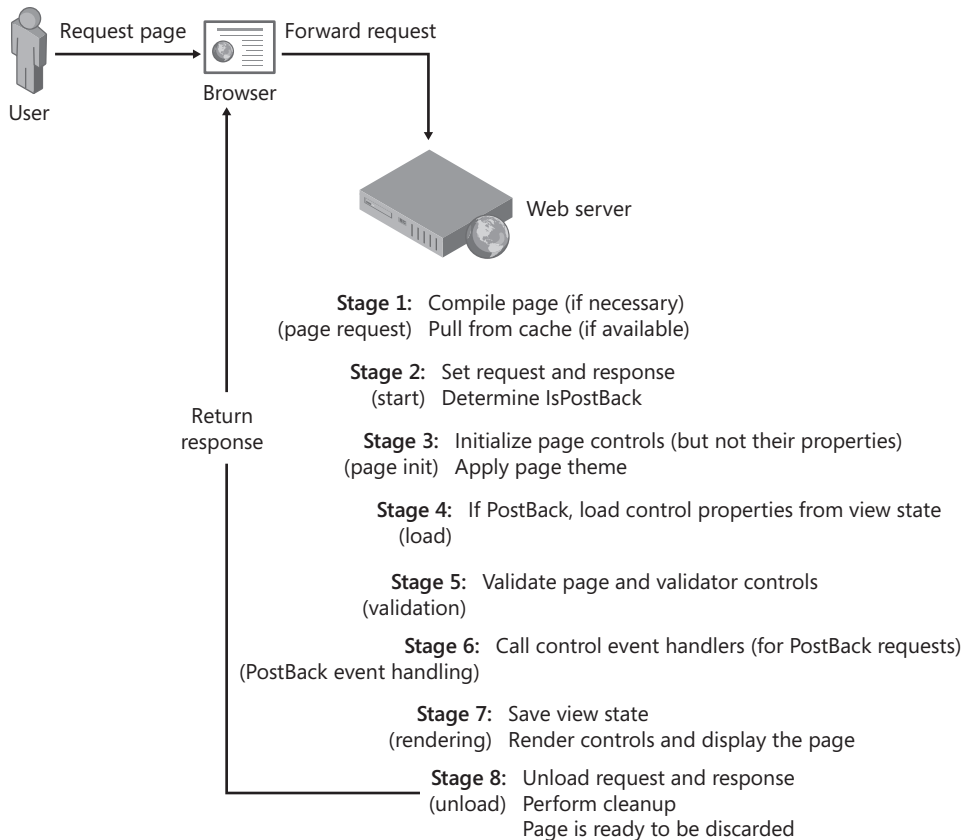 Request page
Forward request
User
Browser
Web server
Stage 1: Compile page (if necessary)
(page request) Pull from cache (if available)
Stage 2: Set request and response
(start) Determine IsPostBack
Return
response
Stage 3: Initialize page controls (but not their properties)
(page init) Apply page theme
Stage 4: If PostBack, load control properties from view state
(load)
Stage 5: Validate page and validator controls
(validation)
Stage 6: Call control event handlers (for PostBack requests)
(PostBack event handling)
Stage 7: Save view state
(rendering) Render controls and display the page
Stage 8: Unload request and response
(unload) Perform cleanup
Page is ready to be discarded